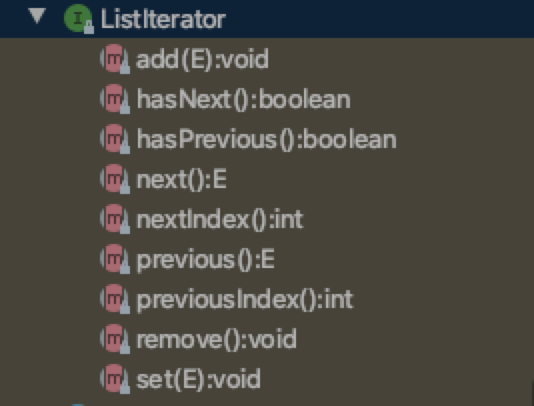 ListIterator
add(E):void
hasNext():boolean
hasPrevious():boolean
next():E
nextIndex():int
previous():E
previousIndex():int
remove():void
set(E):void